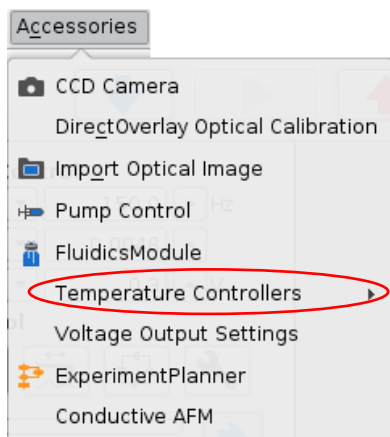 Accessories
CCD Camera
DirectOverlay Optical Calibration
Import Optical Image
Pump Control
FluidicsModule
Temperature Controllers
Voltage Output Settings
ExperimentPlanner
Conductive AFM